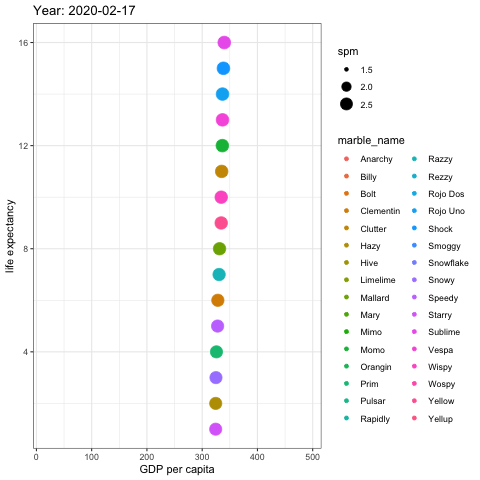 Year: 2020-02-17
16
12
8
4
life expectancy
0
100
200
300
400
500
GDP per capita
spm
1.5
2.0
2.5
marble_name
Anarchy
Billy
Bolt
Clementin
Clutter
Hazy
Hive
Limelime
Mallard
Mary
Mimo
Momo
Orangin
Prim
Pulsar
Rapidly
Razzy
Rezzy
Rojo Dos
Rojo Uno
Shock
Smoggy
Snowflake
Snowy
Speedy
Starry
Sublime
Vespa
Wispy
Wospy
Yellow
Yellup